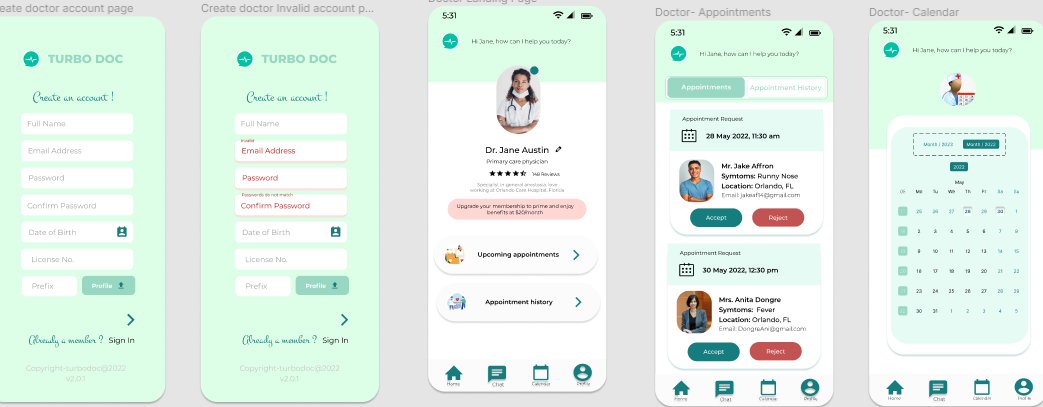 eate doctor account page
TURBO DOC
Create an account !
Full Name
Email Address
Password
Confirm Password
Date of Birth
License No.
Prefix
Profile
Already a member ? Sign In
Copyright-turbodoc@2022
v2.0.1
Create doctor Invalid account p...
TURBO DOC
Create an account !
Full Name
Invalid
Email Address
Password
Passwords do not match
Confirm Password
Date of Birth
License No.
Prefix
Profile
Already a member ? Sign In
Copyright-turbodoc@2022
v2.0.1
Doctor Landing Page
5:31
Hi Jane, how can I help you today?
Dr. Jane Austin
Primary care physician
148 Reviews
Specialist in general anestasia, now
working at Orlando Care Hospital, Florida
Upgrade your membership to prime and enjoy
benefits at $20/month
Upcoming appointments
Appointment history
Home
Chat
Calendar
Profile
Doctor- Appointments
5:31
Hi Jane, how can I help you today?
Appointments
Appointment History
Appointment Request
28 May 2022, 11:30 am
Mr. Jake Affron
Symtoms: Runny Nose
Location: Orlando, FL
Email: jakeaf14@gmail.com
Accept
Reject
Appointment Request
30 May 2022, 12:30 pm
Mrs. Anita Dongre
Symtoms: Fever
Location: Orlando, FL
Email: DongreAni@gmail.com
Accept
Reject
Home
Chat
Calendar
Profile
Doctor- Calendar
5:31
Hi Jane, how can I help you today?
Month | 2022
Month | 2022
2022
May
Mo Tu We Th Fr Sa Su
25 26 27 28 29 30 1
2 3 4 5 6 7 8
9 10 11 12 13 14 15
16 17 18 19 20 21 22
23 24 25 26 27 28 29
30 31 1 2 3 4 5
Home
Chat
Calendar
Profile